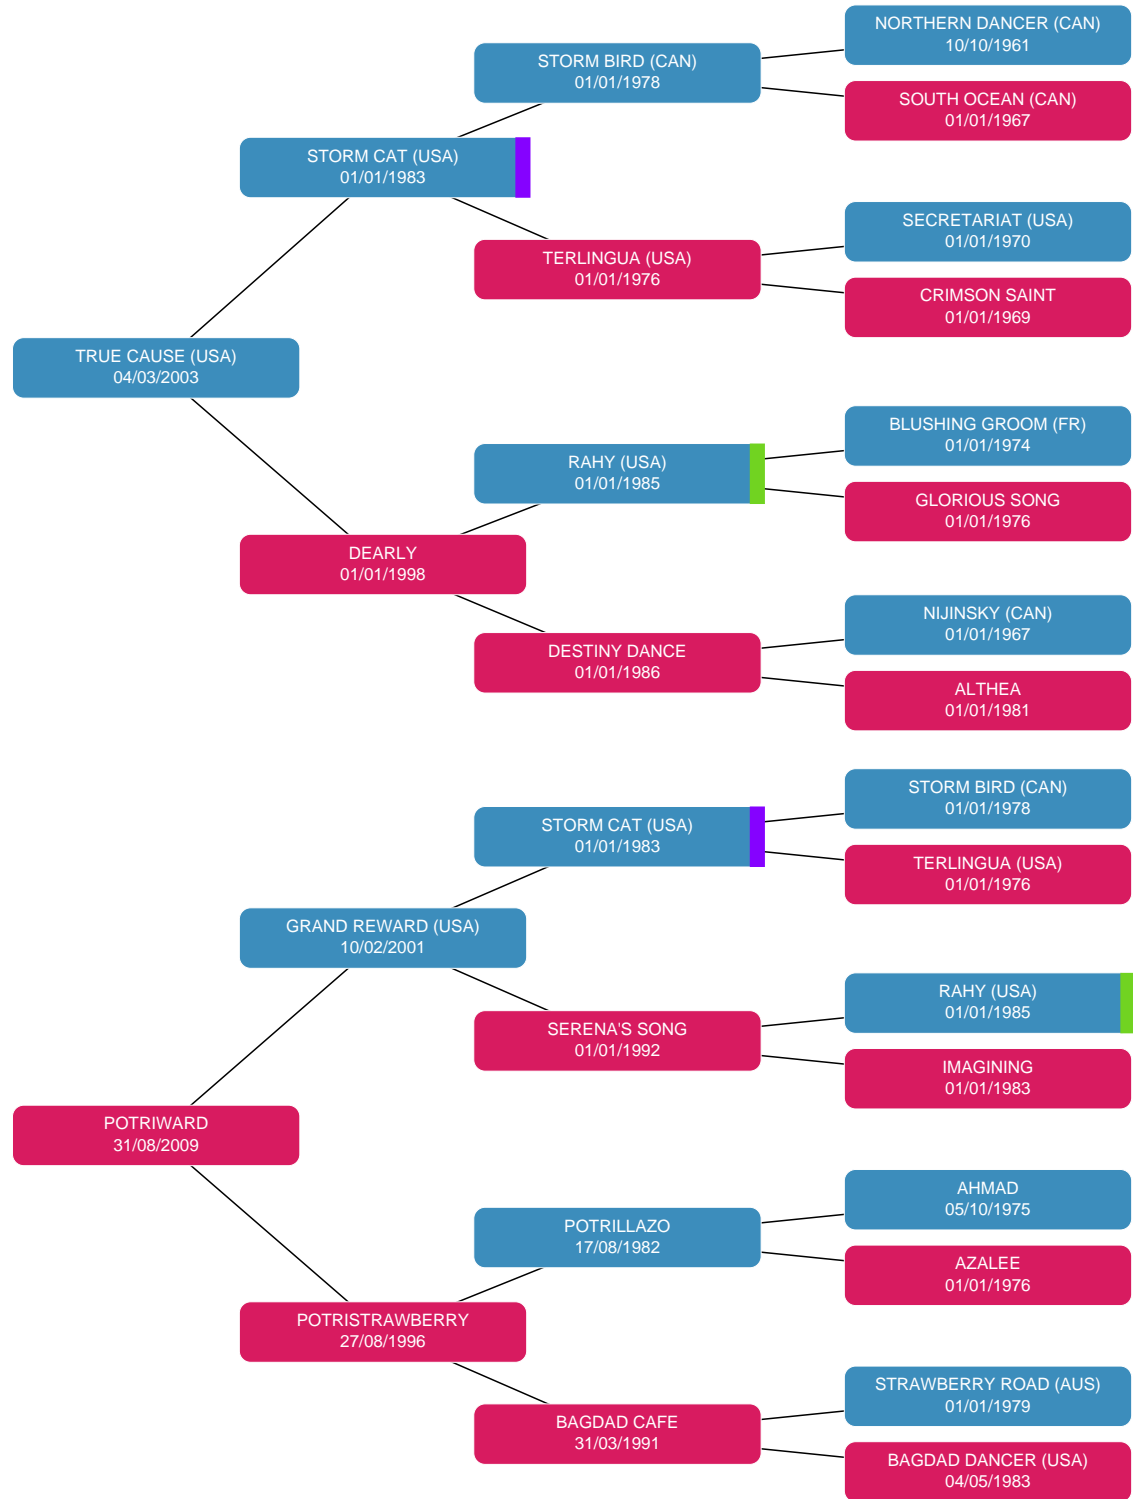 NORTHERN DANCER (CAN)
10/10/1961
STORM BIRD (CAN)
01/01/1978
SOUTH OCEAN (CAN)
01/01/1967
STORM CAT (USA)
01/01/1983
SECRETARIAT (USA)
01/01/1970
TERLINGUA (USA)
01/01/1976
CRIMSON SAINT
01/01/1969
TRUE CAUSE (USA)
04/03/2003
BLUSHING GROOM (FR)
01/01/1974
RAHY (USA)
01/01/1985
GLORIOUS SONG
01/01/1976
DEARLY
01/01/1998
NIJINSKY (CAN)
01/01/1967
DESTINY DANCE
01/01/1986
ALTHEA
01/01/1981
STORM BIRD (CAN)
01/01/1978
STORM CAT (USA)
01/01/1983
TERLINGUA (USA)
01/01/1976
GRAND REWARD (USA)
10/02/2001
RAHY (USA)
01/01/1985
SERENA'S SONG
01/01/1992
IMAGINING
01/01/1983
POTRIWARD
31/08/2009
AHMAD
05/10/1975
POTRILLAZO
17/08/1982
AZALEE
01/01/1976
POTRISTRAWBERRY
27/08/1996
STRAWBERRY ROAD (AUS)
01/01/1979
BAGDAD CAFE
31/03/1991
BAGDAD DANCER (USA)
04/05/1983